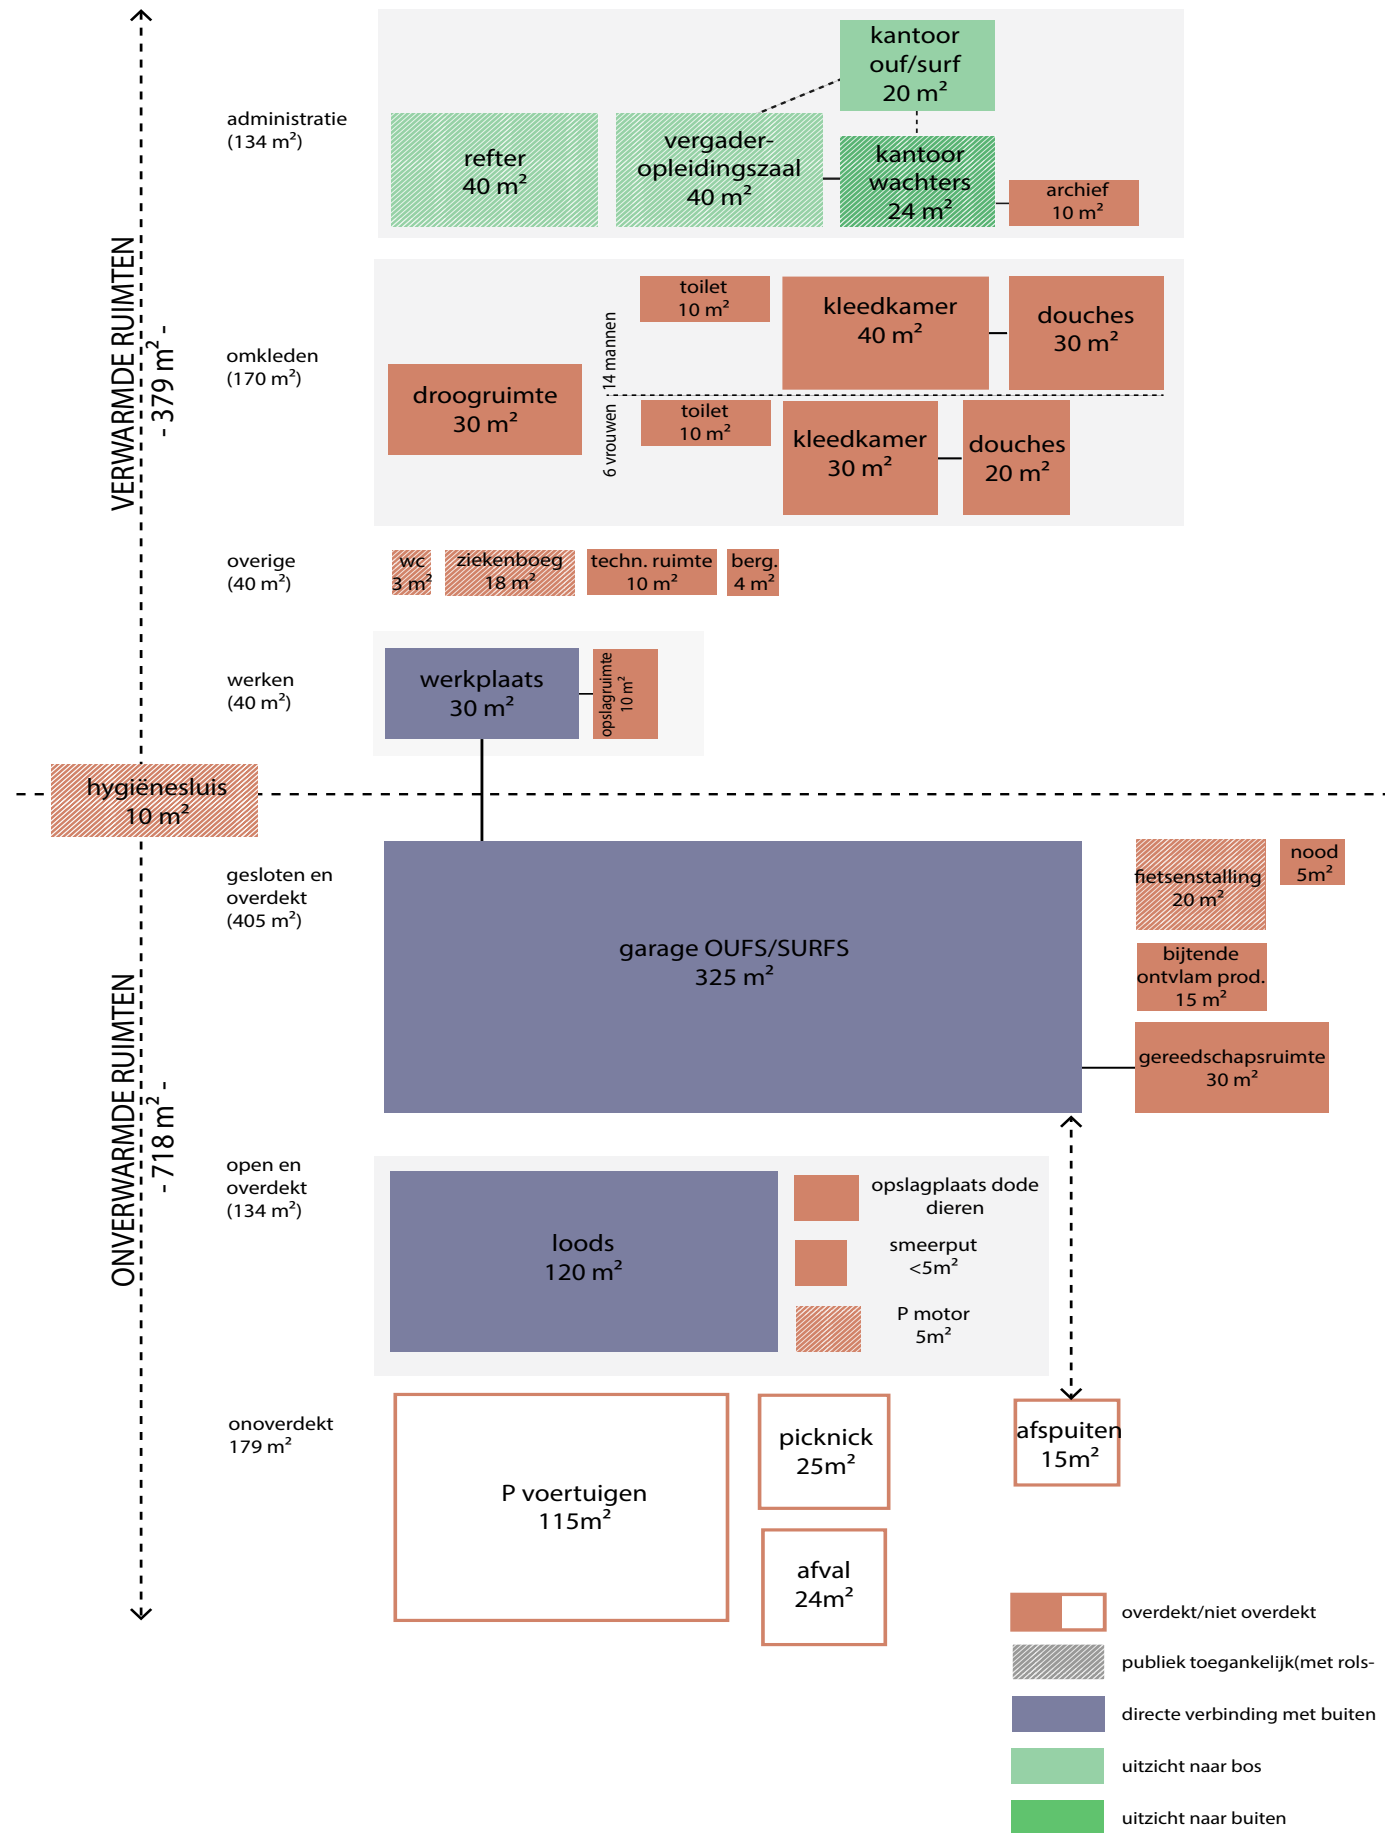 VERWARMDE RUIMTEN
- 379 m² -
administratie
(134 m²)
refter
40 m²
vergader-
opleidingszaal
40 m²
kantoor
ouf/surf
20 m²
kantoor
wachters
24 m²
archief
10 m²
omkleden
(170 m²)
droogruimte
30 m²
14 mannen
toilet
10 m²
kleedkamer
40 m²
douches
30 m²
6 vrouwen
toilet
10 m²
kleedkamer
30 m²
douches
20 m²
overige
(40 m²)
wc
3 m²
ziekenboeg
18 m²
techn. ruimte
10 m²
berg.
4 m²
werken
(40 m²)
werkplaats
30 m²
opslagruimte
10 m²
hygiënesluis
10 m²
ONVERWARMDE RUIMTEN
- 718 m² -
gesloten en
overdekt
(405 m²)
garage OUFS/SURFS
325 m²
fietsenstalling
20 m²
nood
5m²
bijtende
ontvlam prod.
15 m²
gereedschapsruimte
30 m²
open en
overdekt
(134 m²)
loods
120 m²
opslagplaats dode
dieren
smeerput
<5m²
P motor
5m²
onoverdekt
179 m²
P voertuigen
115m²
picknick
25m²
afval
24m²
afspuiten
15m²
overdekt/niet overdekt
publiek toegankelijk(met rols-
directe verbinding met buiten
uitzicht naar bos
uitzicht naar buiten